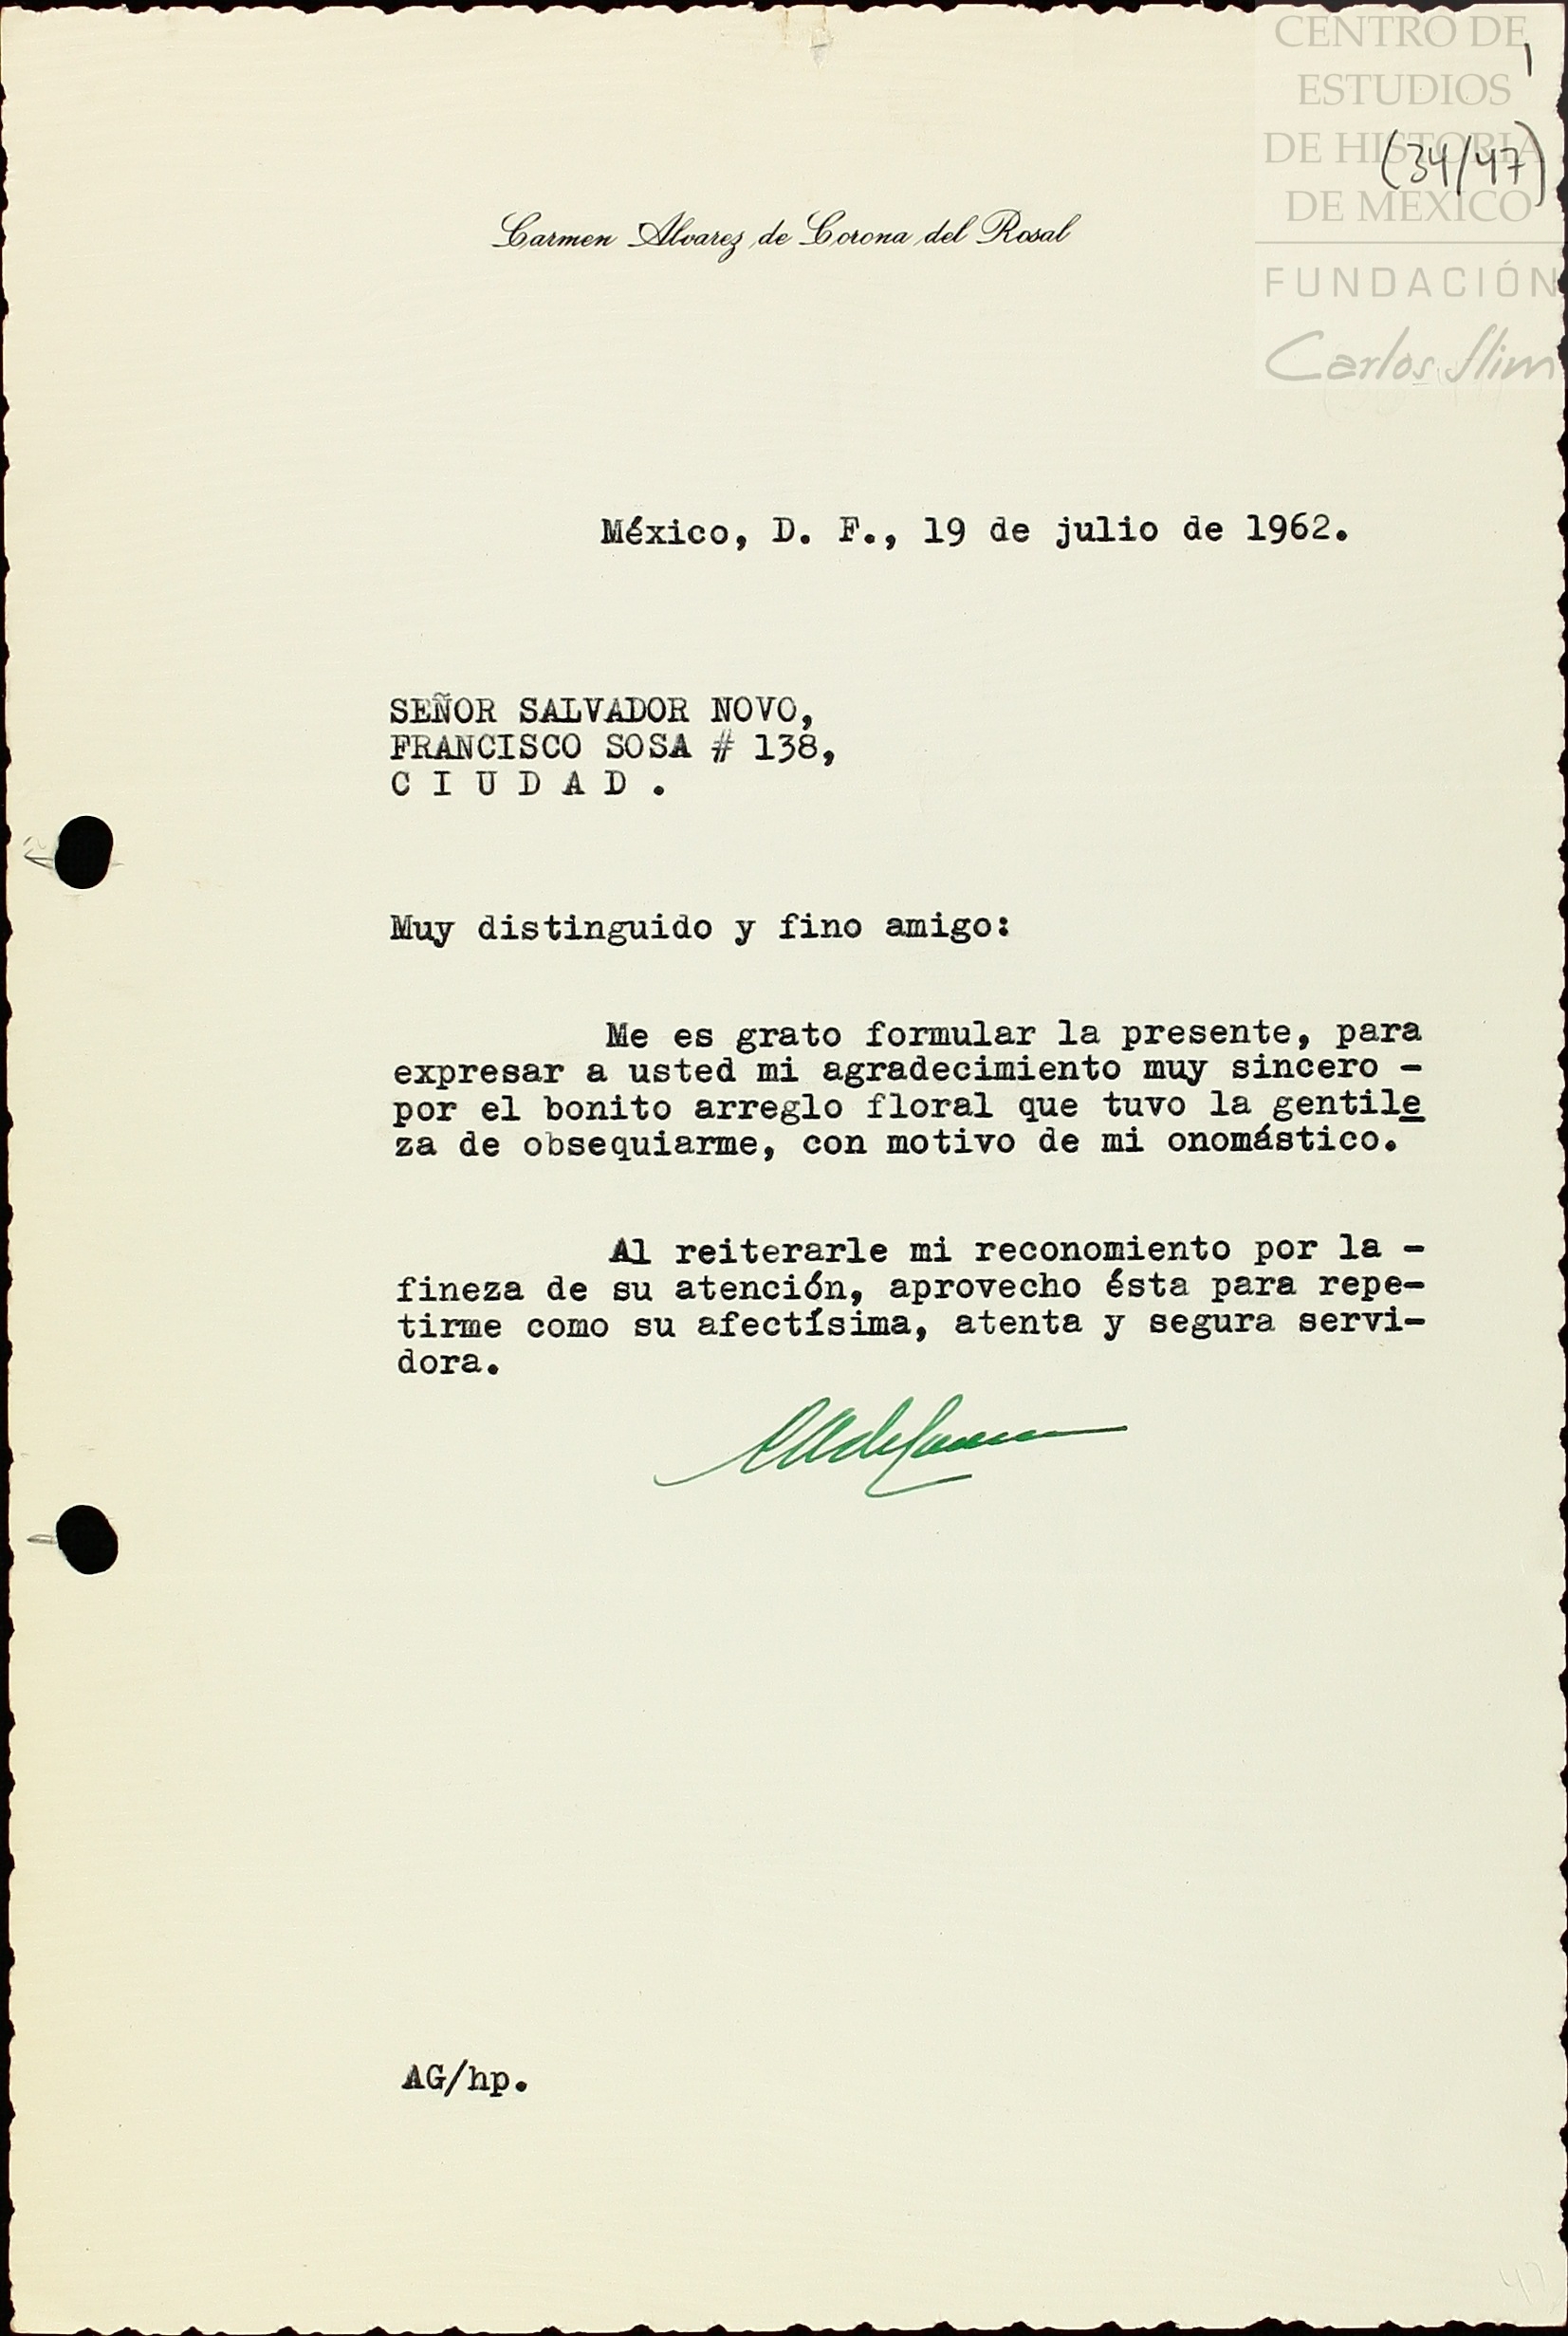 CENTRO DE
ESTUDIOS
DE HISTORIA
DE MÉXICO
FUNDACIÓN
Carlos Slim
1
(34/47)
Carmen Alvarez de Corona del Rosal
México, D. F., 19 de julio de 1962.
SEÑOR SALVADOR NOVO,
FRANCISCO SOSA # 138,
C I U D A D .
Muy distinguido y fino amigo:
Me es grato formular la presente, para
expresar a usted mi agradecimiento muy sincero -
por el bonito arreglo floral que tuvo la gentile
za de obsequiarme, con motivo de mi onomástico.
Al reiterarle mi reconomiento por la -
fineza de su atención, aprovecho ésta para repe-
tirme como su afectísima, atenta y segura servi-
dora.
AG/hp.